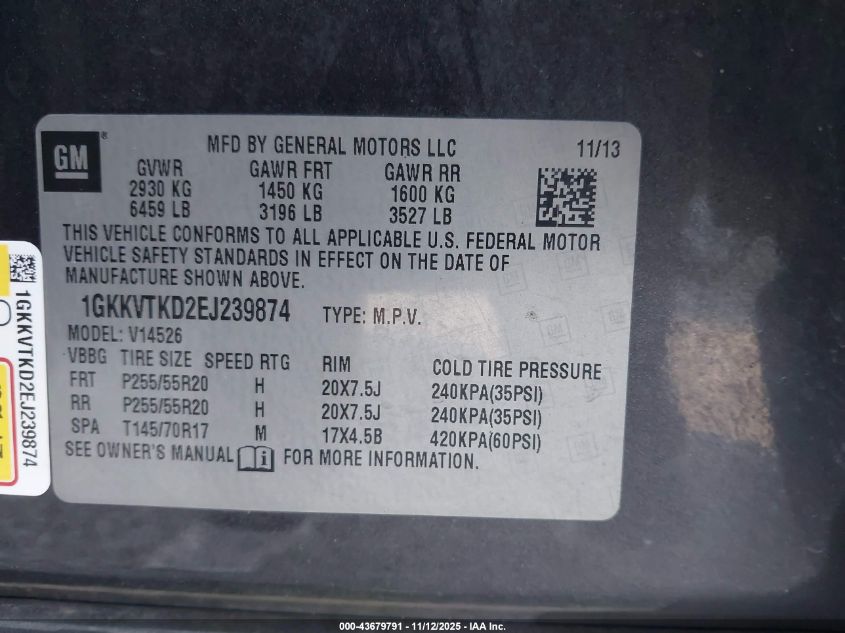 GM
®
MFD BY GENERAL MOTORS LLC 11/13
GVWR GAWR FRT GAWR RR
2930 KG 1450 KG 1600 KG
6459 LB 3196 LB 3527 LB
THIS VEHICLE CONFORMS TO ALL APPLICABLE U.S. FEDERAL MOTOR
VEHICLE SAFETY STANDARDS IN EFFECT ON THE DATE OF
MANUFACTURE SHOWN ABOVE.
1GKKVTKD2EJ239874 TYPE: M.P.V.
MODEL: V14526
VBBG TIRE SIZE SPEED RTG RIM COLD TIRE PRESSURE
FRT P255/55R20 H 20X7.5J 240KPA(35PSI)
RR P255/55R20 H 20X7.5J 240KPA(35PSI)
SPA T145/70R17 M 17X4.5B 420KPA(60PSI)
SEE OWNER'S MANUAL FOR MORE INFORMATION.
1GKKVTKD2EJ239874
000-43679791 - 11/12/2025 - IAA Inc.